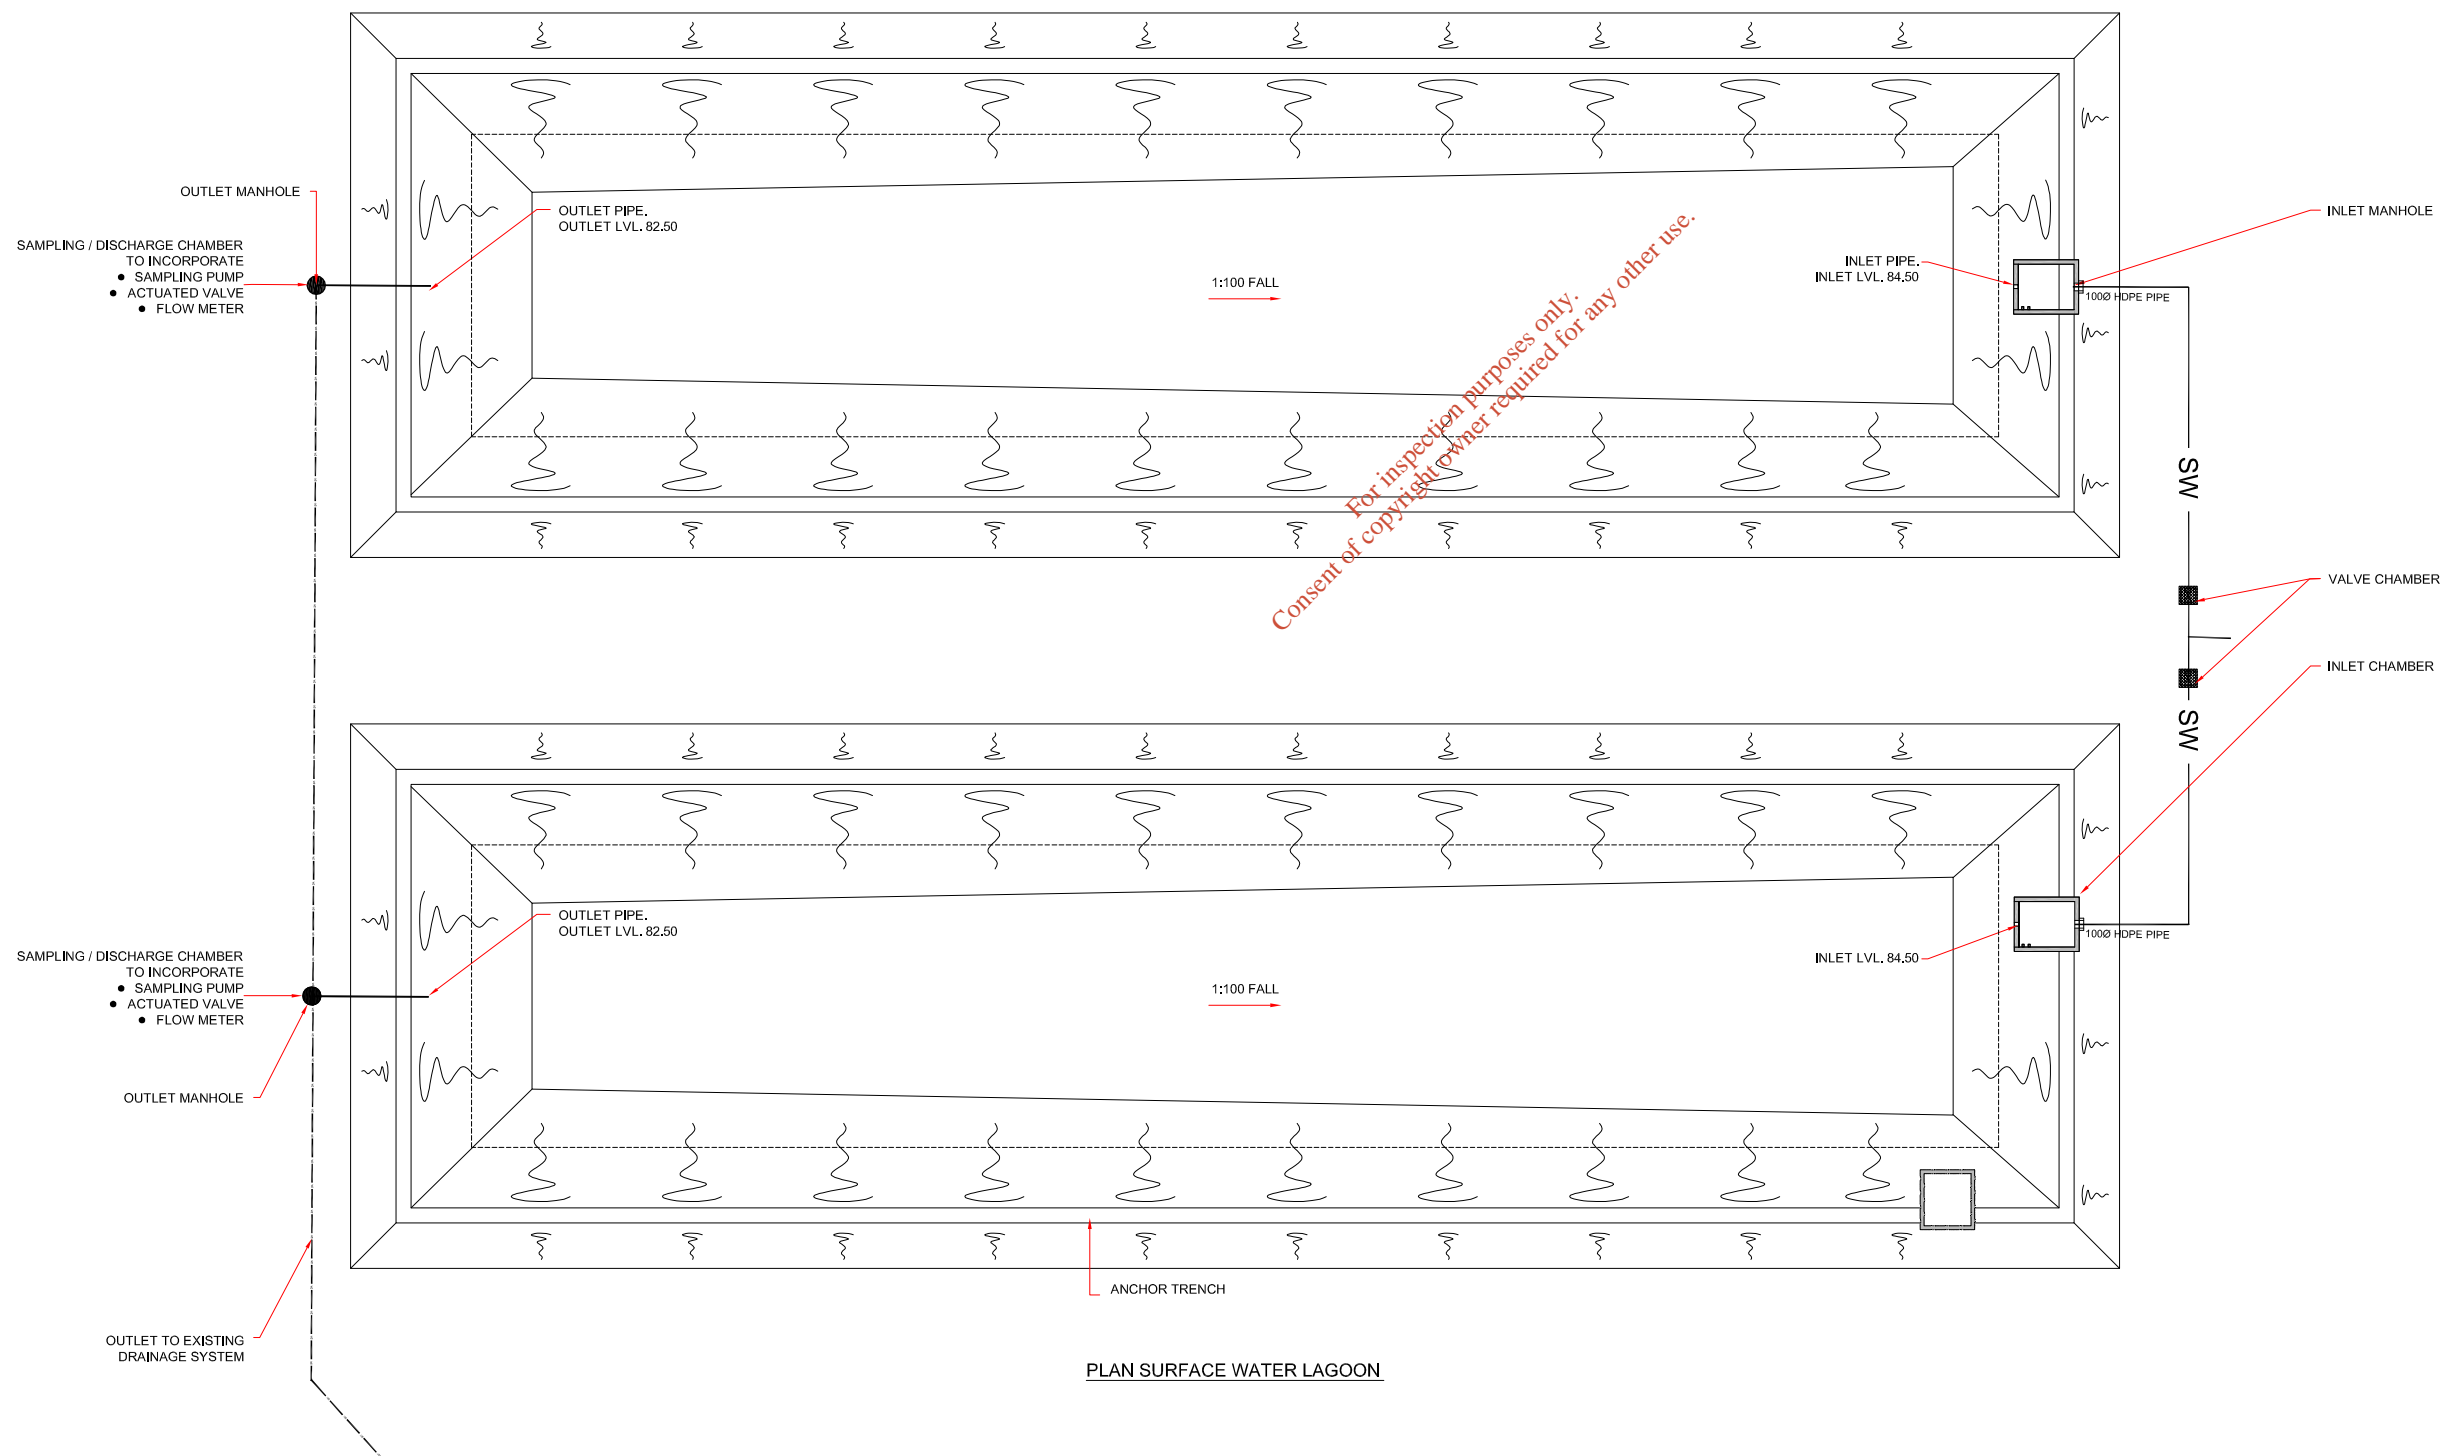 OUTLET MANHOLE
SAMPLING / DISCHARGE CHAMBER
TO INCORPORATE
● SAMPLING PUMP
● ACTUATED VALVE
● FLOW METER
OUTLET PIPE.
OUTLET LVL. 82.50
1:100 FALL
INLET PIPE.
INLET LVL. 84.50
INLET MANHOLE
100Ø HDPE PIPE
For inspection purposes only.
Consent of copyright owner required for any other use.
SW
VALVE CHAMBER
INLET CHAMBER
SW
OUTLET PIPE.
OUTLET LVL. 82.50
SAMPLING / DISCHARGE CHAMBER
TO INCORPORATE
● SAMPLING PUMP
● ACTUATED VALVE
● FLOW METER
1:100 FALL
INLET LVL. 84.50
100Ø HDPE PIPE
OUTLET MANHOLE
ANCHOR TRENCH
OUTLET TO EXISTING
DRAINAGE SYSTEM
PLAN SURFACE WATER LAGOON